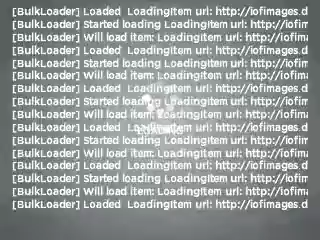 [BulkLoader] Loaded LoadingItem url: http://iofimages.d
[BulkLoader] Started loading LoadingItem url: http://iofim
[BulkLoader] Will load item: LoadingItem url: http://iofima
[BulkLoader] Loaded LoadingItem url: http://iofimages.d
[BulkLoader] Started loading LoadingItem url: http://iofim
[BulkLoader] Will load item: LoadingItem url: http://iofima
[BulkLoader] Loaded LoadingItem url: http://iofimages.d
[BulkLoader] Started loading LoadingItem url: http://iofim
[BulkLoader] Will load item: LoadingItem url: http://iofima
[BulkLoader] Loaded LoadingItem url: http://iofimages.d
[BulkLoader] Started loading LoadingItem url: http://iofim
[BulkLoader] Will load item: LoadingItem url: http://iofima
[BulkLoader] Loaded LoadingItem url: http://iofimages.d
[BulkLoader] Started loading LoadingItem url: http://iofim
[BulkLoader] Will load item: LoadingItem url: http://iofima
[BulkLoader] Loaded LoadingItem url: http://iofimages.d